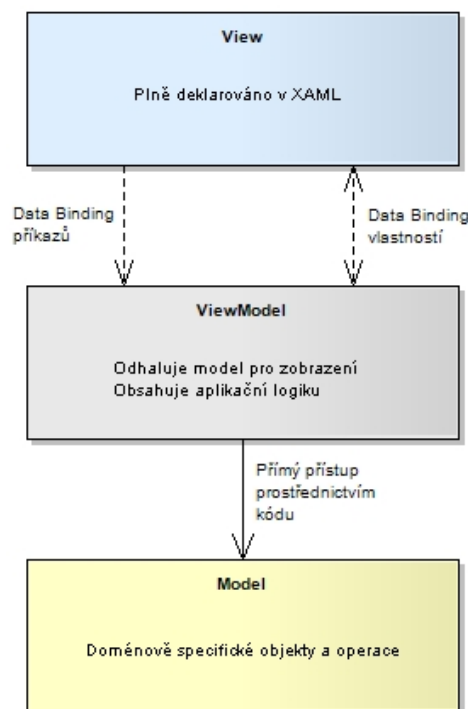 View
Plně deklarováno v XAML
Data Binding
příkazů
Data Binding
vlastností
ViewModel
Odhaluje model pro zobrazení
Obsahuje aplikační logiku
Přímý přístup
prostřednictvím
kódu
Model
Doménově specifické objekty a operace